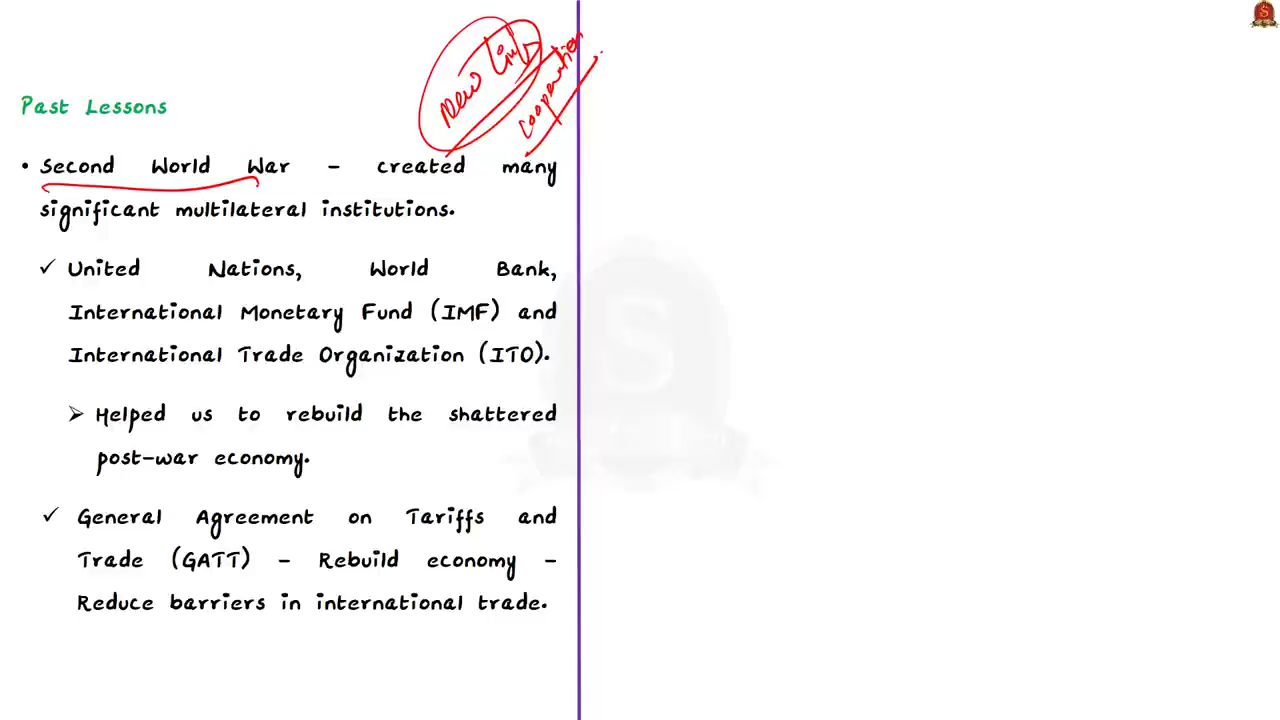 New
cooperation
Past Lessons
• Second World War – created many
significant multilateral institutions.
✓ United Nations, World Bank,
International Monetary Fund (IMF) and
International Trade Organization (ITO).
➢ Helped us to rebuild the shattered
post-war economy.
✓ General Agreement on Tariffs and
Trade (GATT) – Rebuild economy –
Reduce barriers in international trade.
S